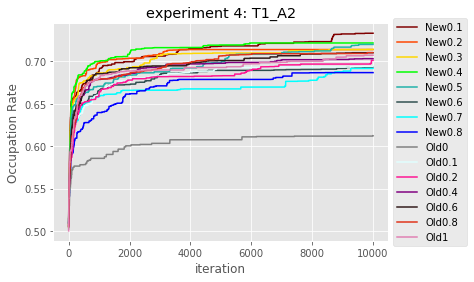 experiment 4: T1_A2
Occupation Rate
0.70
0.65
0.60
0.55
0.50
0
2000
4000
6000
8000
10000
iteration
New0.1
New0.2
New0.3
New0.4
New0.5
New0.6
New0.7
New0.8
Old0
Old0.1
Old0.2
Old0.4
Old0.6
Old0.8
Old1